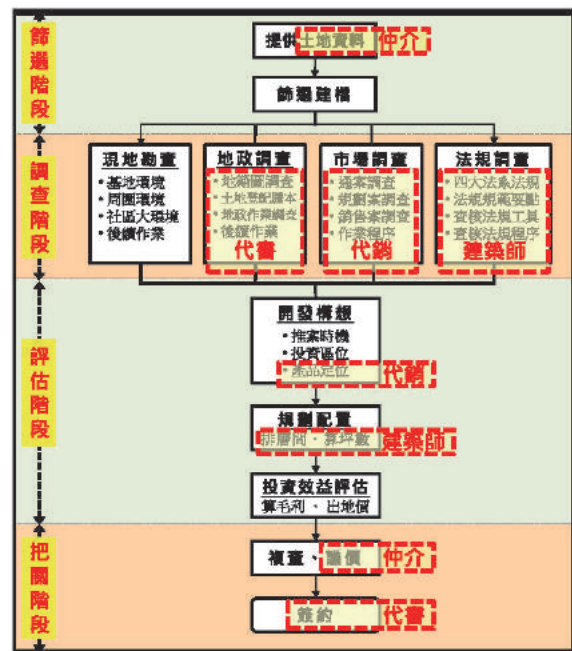 篩選階段
提供土地資料 仲介
篩選建檔
調查階段
現地勘查
•基地環境
•周圍環境
•社區大環境
•後續作業
地政調查
•地籍圖調查
•土地登記謄本
•地政作業調查
•後續作業
代書
市場調查
•通案調查
•規劃案調查
•銷售案調查
•作業程序
代銷
法規調查
•四大法系法規
•法規規範要點
•查核法規工具
•查核法規程序
建築師
評估階段
開發構想
•推案時機
•投資區位
•產品定位 代銷
規劃配置
排層間、算坪數 建築師
投資效益評估
算毛利、出地價
把關階段
複查、議價 仲介
簽約 代書